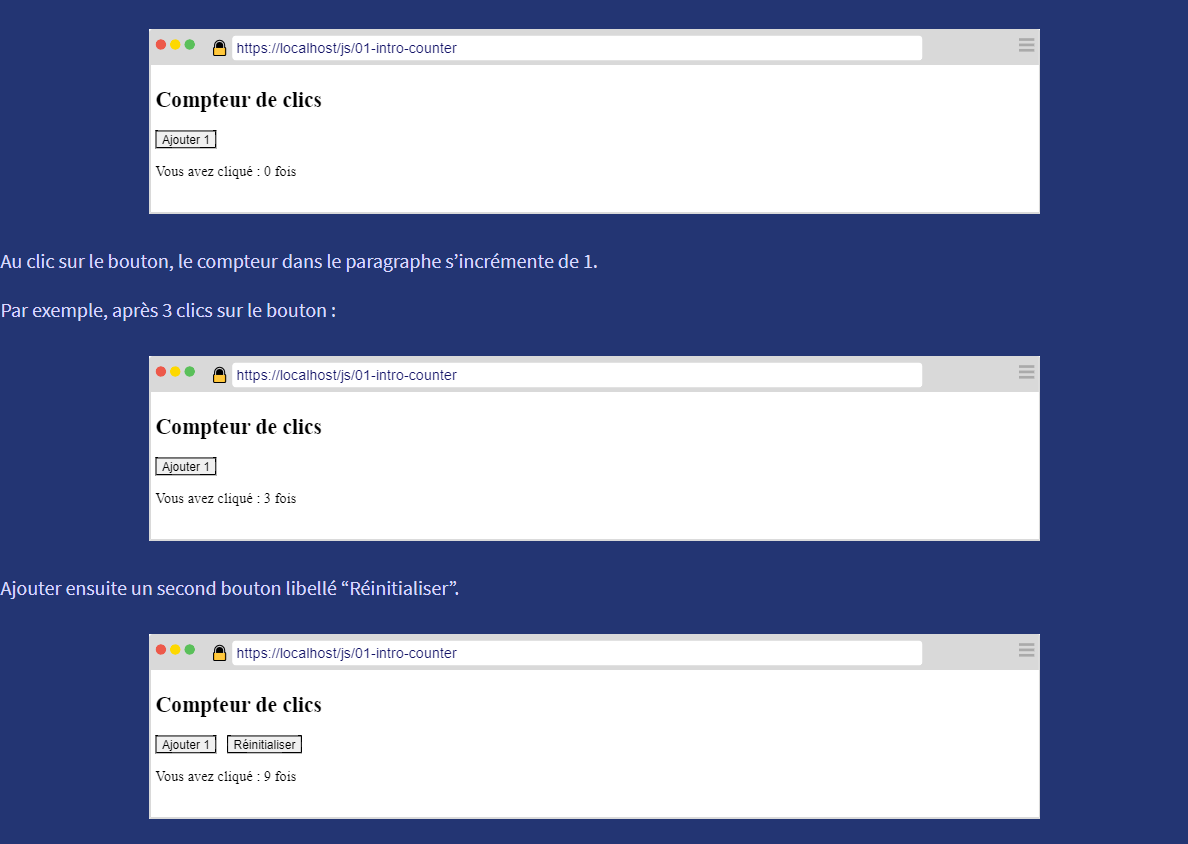 https://localhost/js/01-intro-counter
Compteur de clics
Ajouter 1
Vous avez cliqué : 0 fois
Au clic sur le bouton, le compteur dans le paragraphe s’incrémente de 1.
Par exemple, après 3 clics sur le bouton :
https://localhost/js/01-intro-counter
Compteur de clics
Ajouter 1
Vous avez cliqué : 3 fois
Ajouter ensuite un second bouton libellé “Réinitialiser”.
https://localhost/js/01-intro-counter
Compteur de clics
Ajouter 1 Réinitialiser
Vous avez cliqué : 9 fois